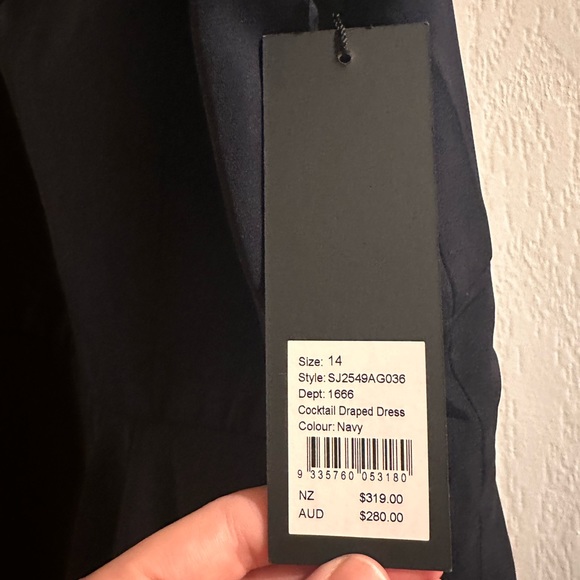 Size: 14
Style: SJ2549AG036
Dept: 1666
Cocktail Draped Dress
Colour: Navy
9 335760 053180
NZ $319.00
AUD $280.00